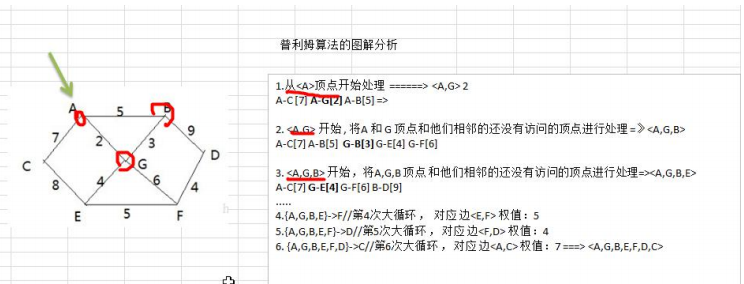 普利姆算法的图解分析
A
B
C
D
E
F
G
5
7
2
3
9
8
4
6
4
5
1.从<A>顶点开始处理 ======> <A,G> 2
A-C [7] A-G[2] A-B[5] =>
2. <A,G> 开始 , 将A 和 G 顶点和他们相邻的还没有访问的顶点进行处理 =》<A,G,B>
A-C[7] A-B[5] G-B[3] G-E[4] G-F[6]
3. <A,G,B> 开始，将A,G,B 顶点 和他们相邻的还没有访问的顶点进行处理=><A,G,B,E>
A-C[7] G-E[4] G-F[6] B-D[9]
.....
4.{A,G,B,E}->F//第4次大循环 ， 对应边<E,F> 权值：5
5.{A,G,B,E,F}->D//第5次大循环 ， 对应边<F,D> 权值：4
6. {A,G,B,E,F,D}->C//第6次大循环 ， 对应边<A,C> 权值：7 ===> <A,G,B,E,F,D,C>